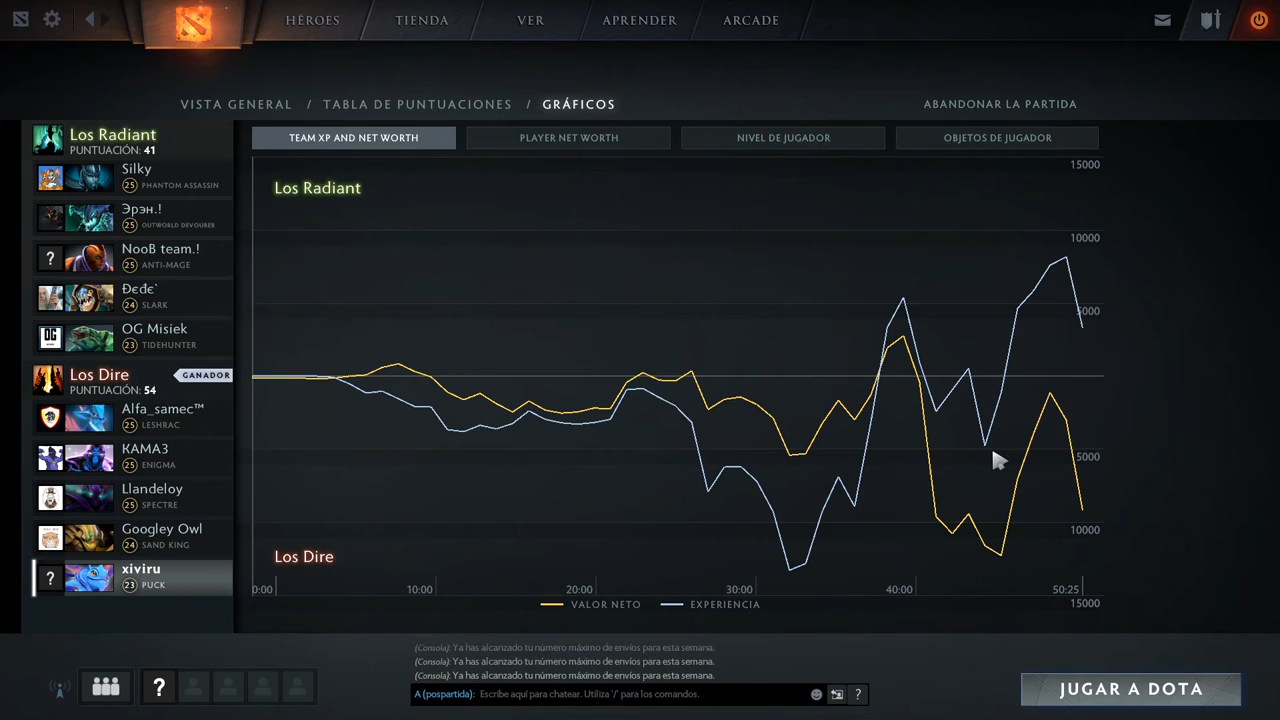 HÉROES
TIENDA
VER
APRENDER
ARCADE
VISTA GENERAL / TABLA DE PUNTUACIONES / GRÁFICOS
ABANDONAR LA PARTIDA
Los Radiant
PUNTUACIÓN: 41
Silky
25 PHANTOM ASSASSIN
Эрэн.!
25 OUTWORLD DEVOURER
? NooB team.!
25 ANTI-MAGE
Đєđє`
24 SLARK
OG Misiek
23 TIDEHUNTER
Los Dire
GANADOR
PUNTUACIÓN: 54
Alfa_samec™
25 LESHRAC
KAMA3
25 ENIGMA
Llandeloy
25 SPECTRE
Googley Owl
24 SAND KING
? xiviru
23 PUCK
TEAM XP AND NET WORTH
PLAYER NET WORTH
NIVEL DE JUGADOR
OBJETOS DE JUGADOR
Los Radiant
15000
10000
5000
5000
10000
15000
Los Dire
0:00
10:00
20:00
30:00
40:00
50:25
VALOR NETO
EXPERIENCIA
(Consola): Ya has alcanzado tu número máximo de envíos para esta semana.
(Consola): Ya has alcanzado tu número máximo de envíos para esta semana.
(Consola): Ya has alcanzado tu número máximo de envíos para esta semana.
A (pospartida): Escribe aquí para chatear. Utiliza '/' para los comandos.
?
?
JUGAR A DOTA